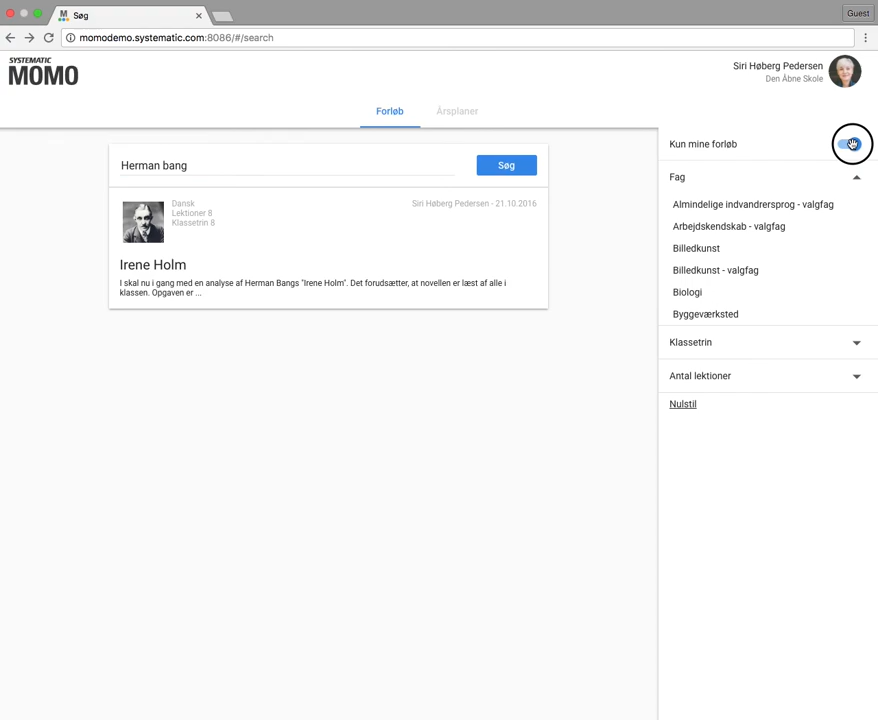 Søg
Guest
momodemo.systematic.com:8086/#/search
SYSTEMATIC
MOMO
Siri Høberg Pedersen
Den Åbne Skole
Forløb
Årsplaner
Herman bang
Søg
Dansk
Lektioner 8
Klassetrin 8
Siri Høberg Pedersen - 21.10.2016
Irene Holm
I skal nu i gang med en analyse af Herman Bangs "Irene Holm". Det forudsætter, at novellen er læst af alle i
klassen. Opgaven er ...
Kun mine forløb
Fag
Almindelige indvandrersprog - valgfag
Arbejdskendskab - valgfag
Billedkunst
Billedkunst - valgfag
Biologi
Byggeværksted
Klassetrin
Antal lektioner
Nulstil